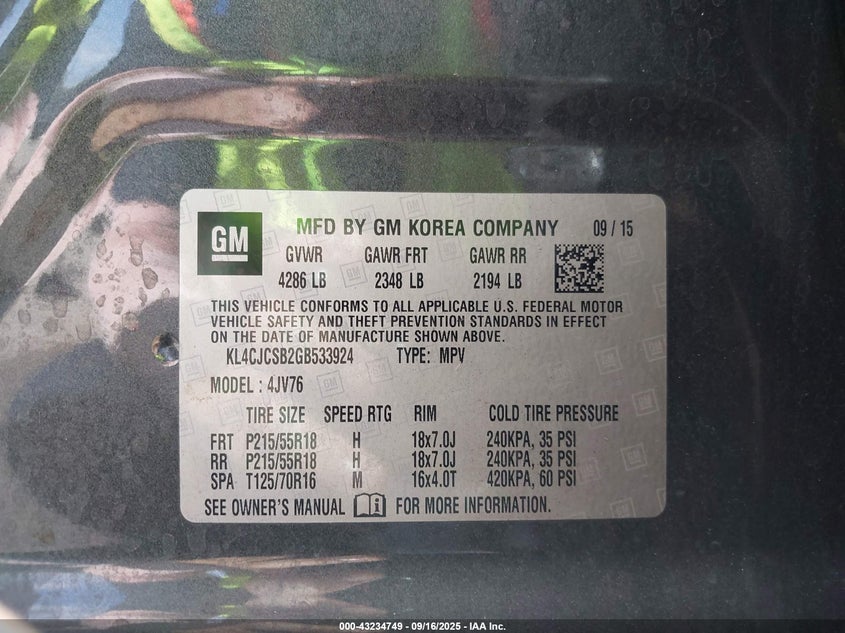 GM
MFD BY GM KOREA COMPANY 09 / 15
GVWR GAWR FRT GAWR RR
4286 LB 2348 LB 2194 LB
THIS VEHICLE CONFORMS TO ALL APPLICABLE U.S. FEDERAL MOTOR
VEHICLE SAFETY AND THEFT PREVENTION STANDARDS IN EFFECT
ON THE DATE OF MANUFACTURE SHOWN ABOVE.
KL4CJCSB2GB533924 TYPE: MPV
MODEL : 4JV76
TIRE SIZE SPEED RTG RIM COLD TIRE PRESSURE
FRT P215/55R18 H 18x7.0J 240KPA, 35 PSI
RR P215/55R18 H 18x7.0J 240KPA, 35 PSI
SPA T125/70R16 M 16x4.0T 420KPA, 60 PSI
SEE OWNER'S MANUAL FOR MORE INFORMATION.
000-43234749 - 09/16/2025 - IAA Inc.